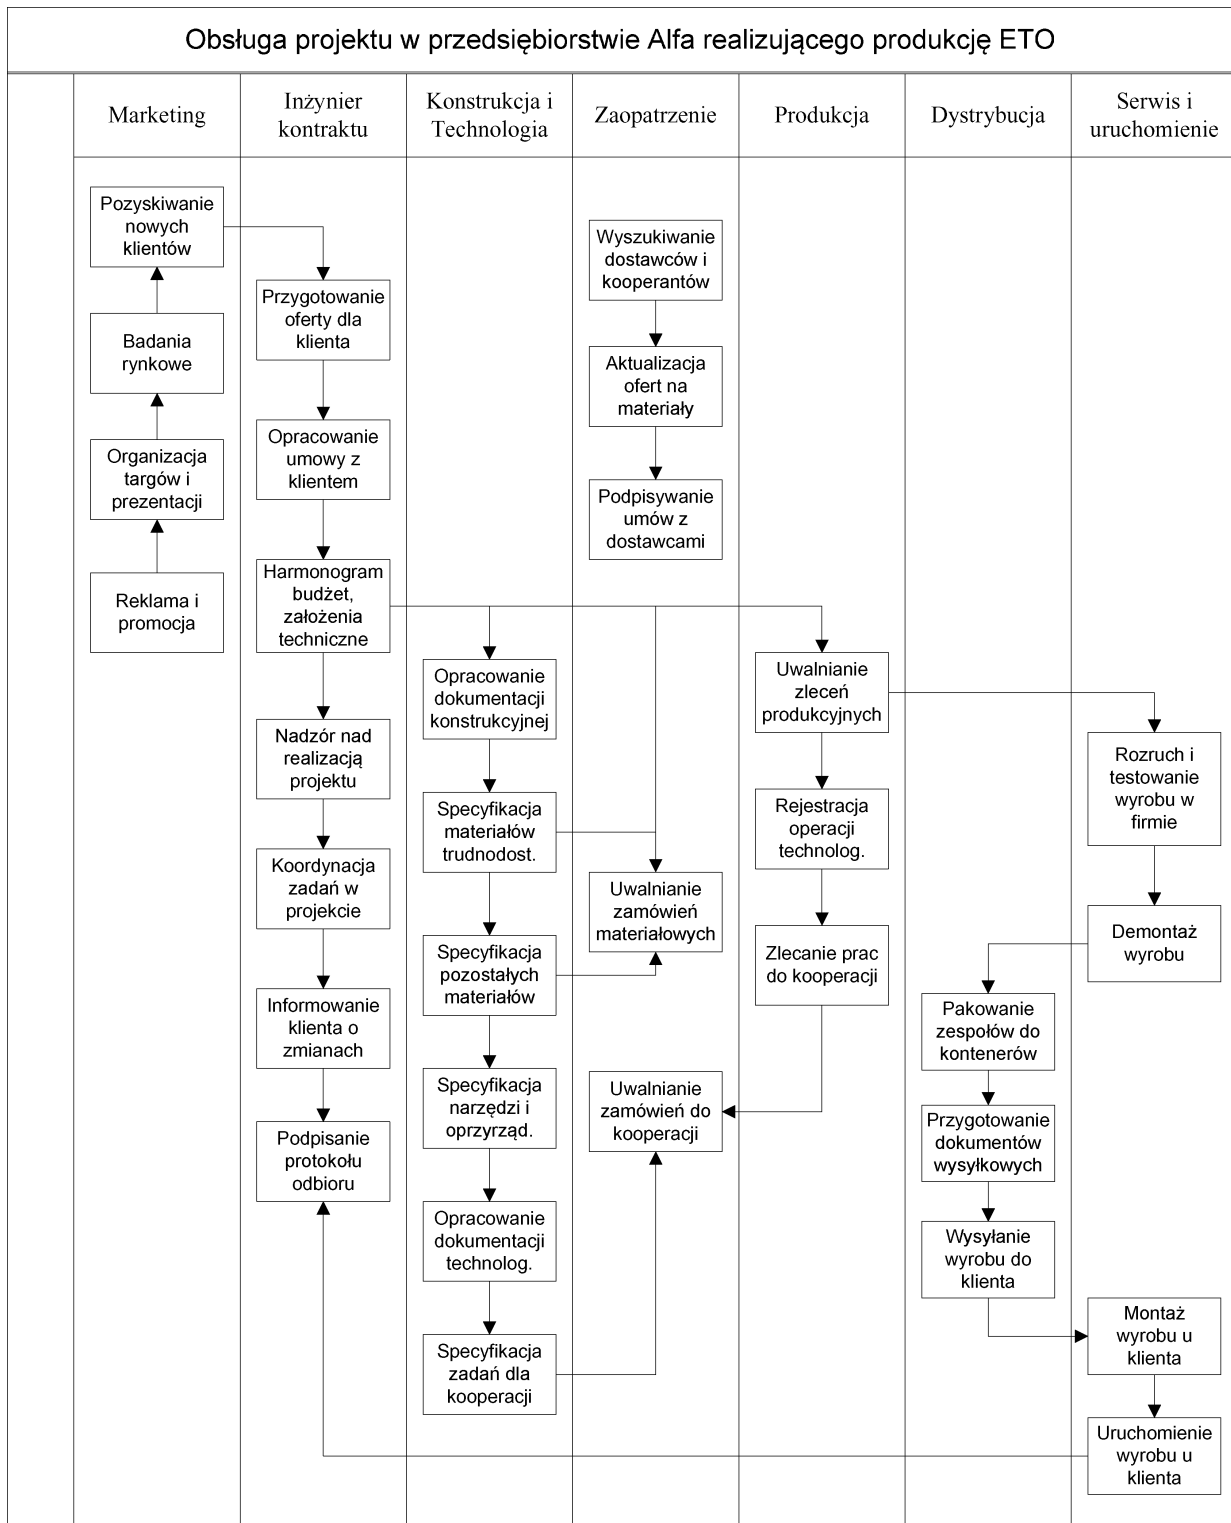 Obsługa projektu w przedsiębiorstwie Alfa realizującego produkcję ETO
Marketing
Inżynier
kontraktu
Konstrukcja i
Technologia
Zaopatrzenie
Produkcja
Dystrybucja
Serwis i
uruchomienie
Pozyskiwanie
nowych
klientów
Badania
rynkowe
Organizacja
targów i
prezentacji
Reklama i
promocja
Przygotowanie
oferty dla
klienta
Opracowanie
umowy z
klientem
Harmonogram
budżet,
założenia
techniczne
Nadzór nad
realizacją
projektu
Koordynacja
zadań w
projekcie
Informowanie
klienta o
zmianach
Podpisanie
protokołu
odbioru
Opracowanie
dokumentacji
konstrukcyjnej
Specyfikacja
materiałów
trudnodost.
Specyfikacja
pozostałych
materiałów
Specyfikacja
narzędzi i
oprzyrząd.
Opracowanie
dokumentacji
technolog.
Specyfikacja
zadań dla
kooperacji
Wyszukiwanie
dostawców i
kooperantów
Aktualizacja
ofert na
materiały
Podpisywanie
umów z
dostawcami
Uwalnianie
zamówień
materiałowych
Uwalnianie
zamówień do
kooperacji
Uwalnianie
zleceń
produkcyjnych
Rejestracja
operacji
technolog.
Zlecanie prac
do kooperacji
Pakowanie
zespołów do
kontenerów
Przygotowanie
dokumentów
wysyłkowych
Wysyłanie
wyrobu do
klienta
Rozruch i
testowanie
wyrobu w
firmie
Demontaż
wyrobu
Montaż
wyrobu u
klienta
Uruchomienie
wyrobu u
klienta